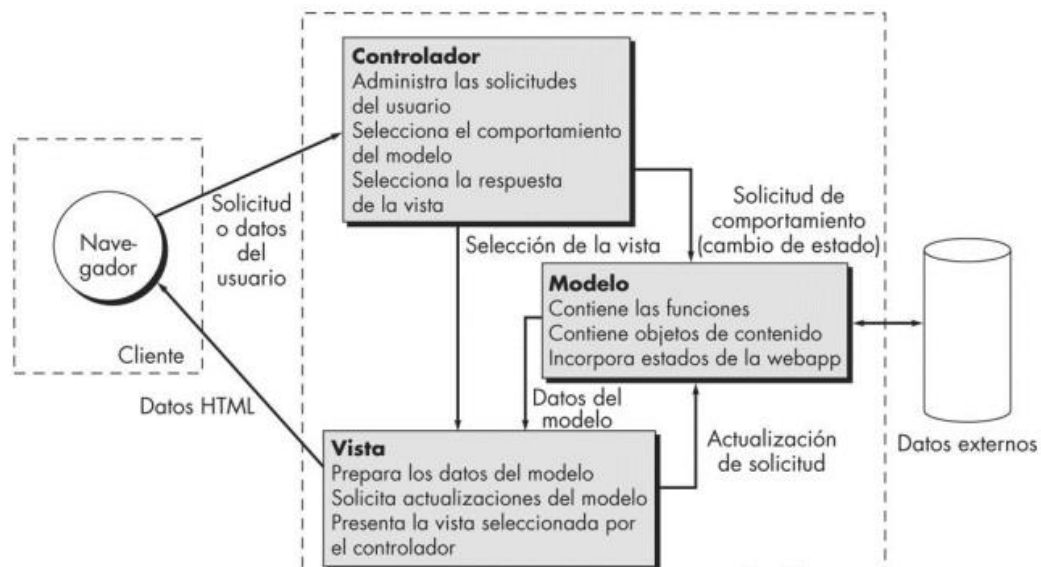 Controlador
Administra las solicitudes
del usuario
Selecciona el comportamiento
del modelo
Selecciona la respuesta
de la vista
Nave-
gador
Cliente
Solicitud
o datos
del
usuario
Selección de la vista
Solicitud de
comportamiento
(cambio de estado)
Modelo
Contiene las funciones
Contiene objetos de contenido
Incorpora estados de la webapp
Datos HTML
Datos del
modelo
Actualización
de solicitud
Datos externos
Vista
Prepara los datos del modelo
Solicita actualizaciones del modelo
Presenta la vista seleccionada por
el controlador